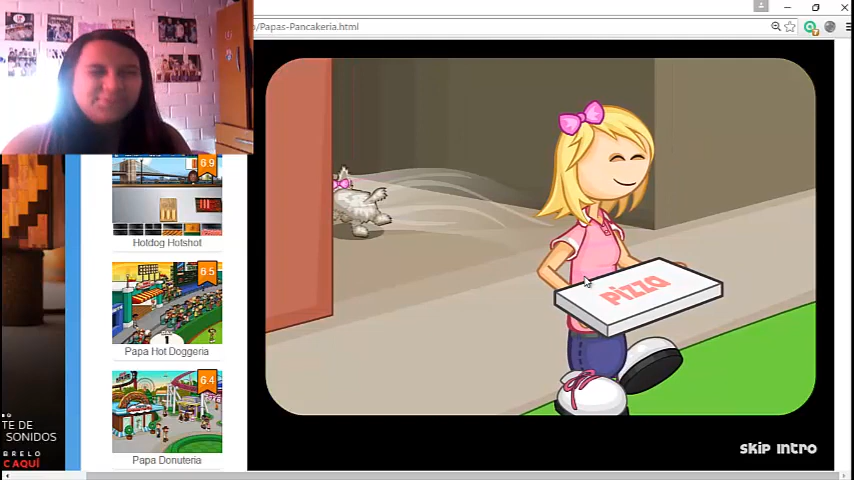 /Papas-Pancakeria.html
6.9
Hotdog Hotshot
6.5
Papa Hot Doggeria
6.4
Papa Donuteria
TE DE
SONIDOS
BRELO
C AQUÍ
PIZZA
SKIP INTRO